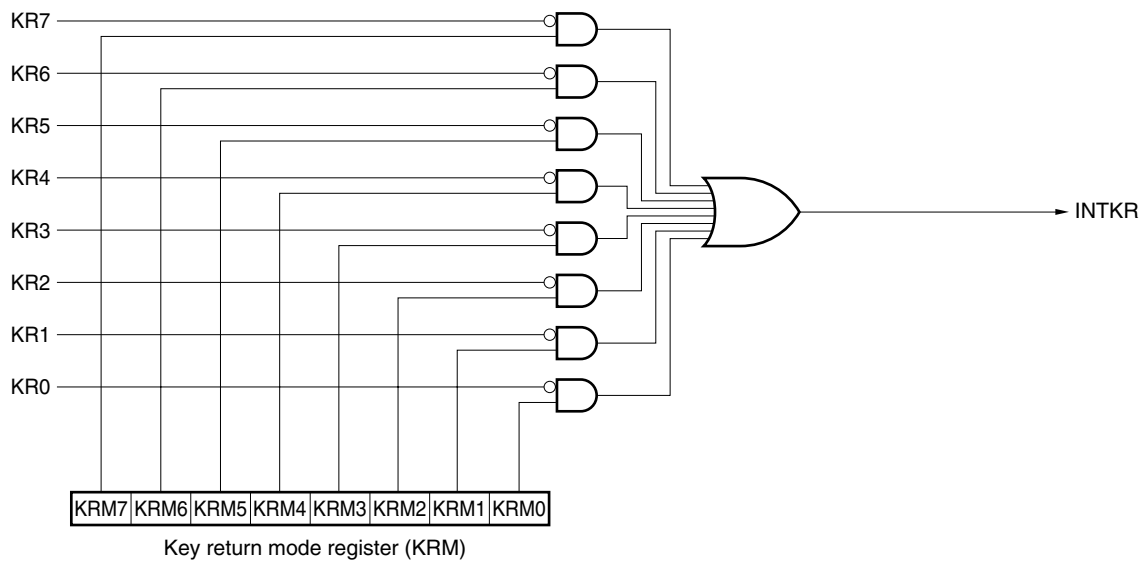 KR7
KR6
KR5
KR4
KR3
INTKR
KR2
KR1
KR0
KRM7 KRM6 KRM5 KRM4 KRM3 KRM2 KRM1 KRM0
Key return mode register (KRM)